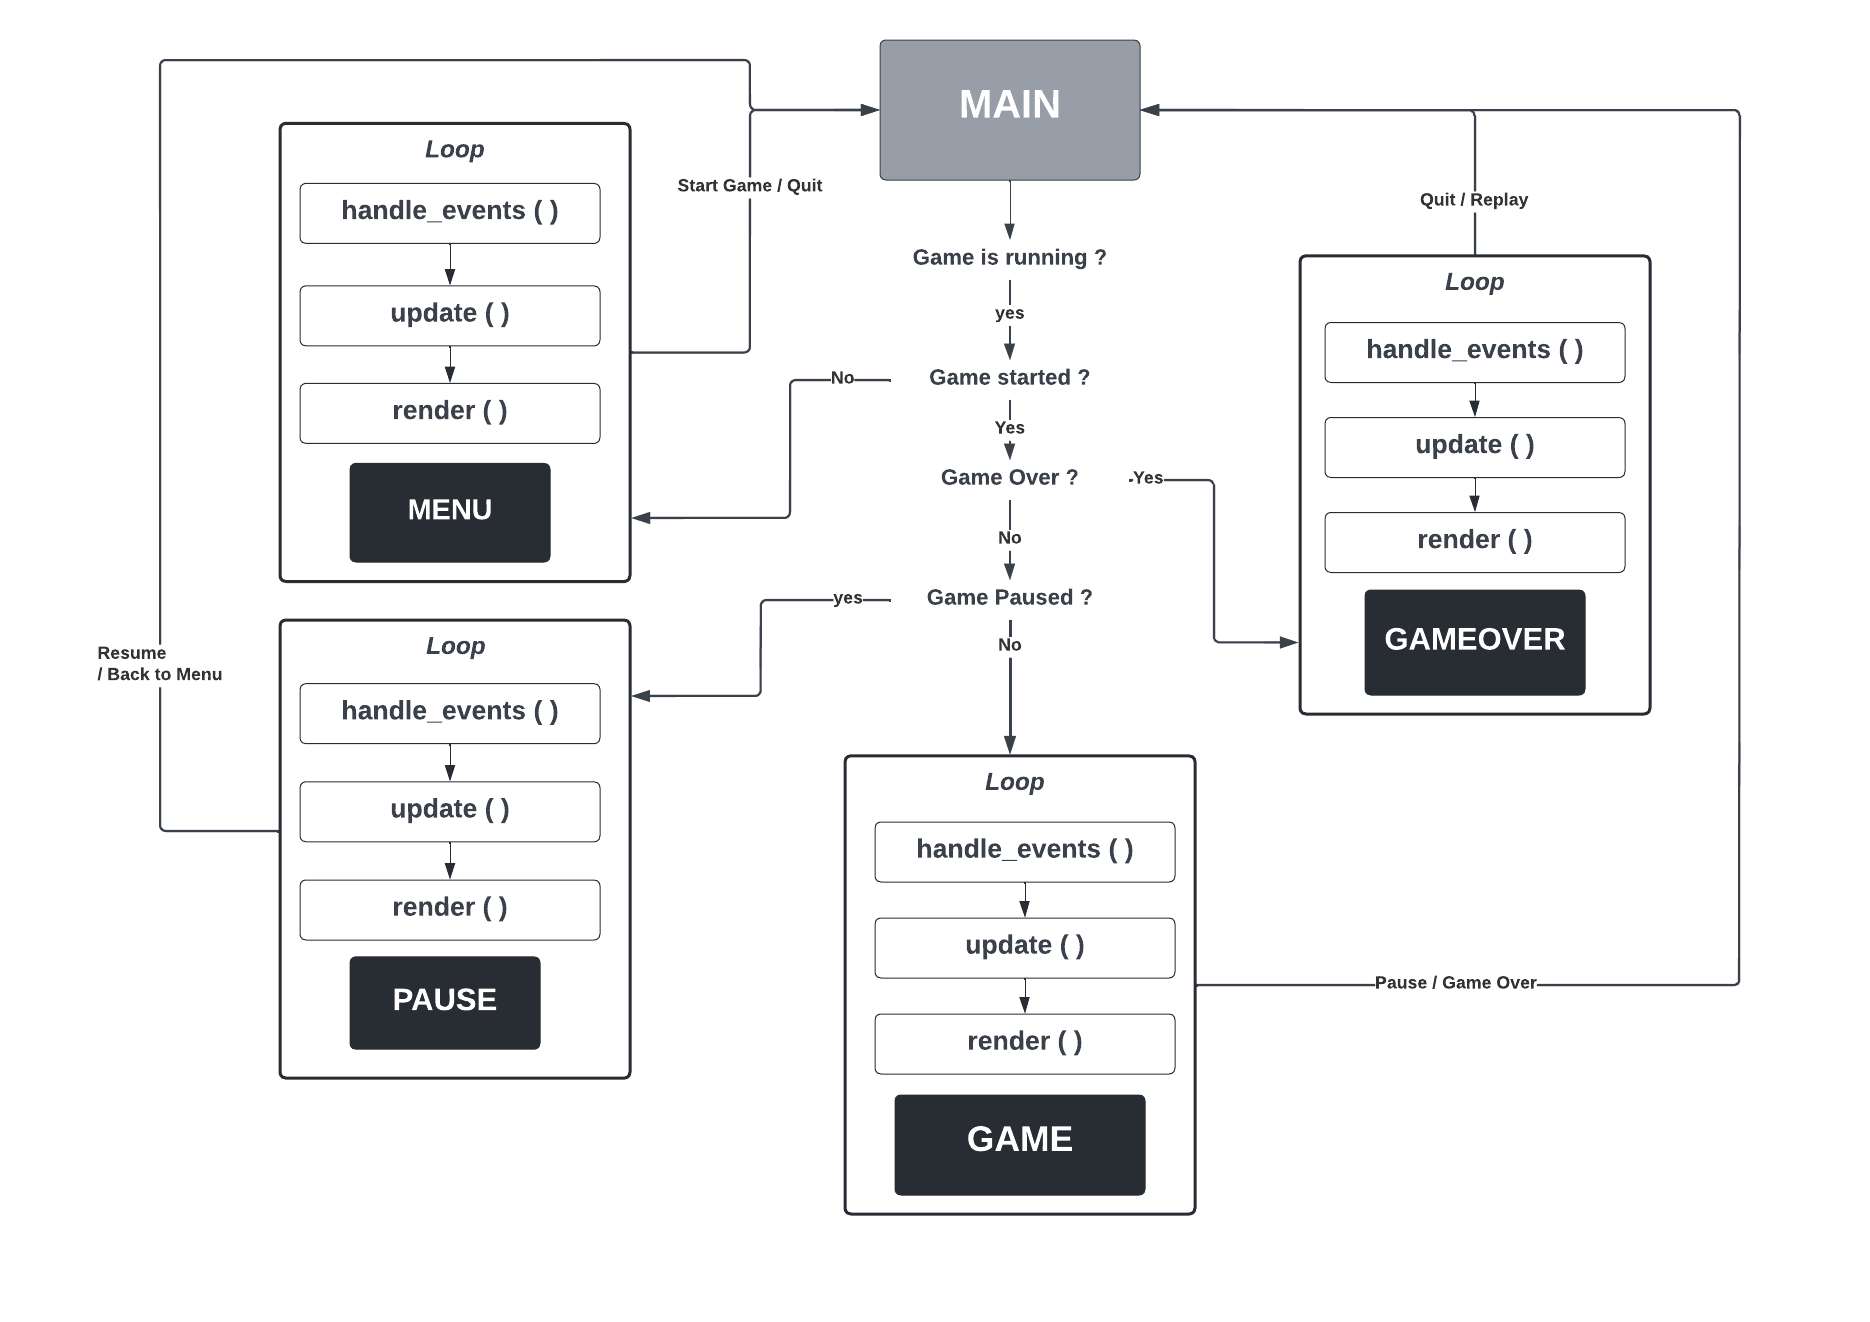 MAIN
Loop
handle_events ( )
update ( )
render ( )
MENU
Start Game / Quit
Game is running ?
yes
Game started ?
No
Yes
Game Over ?
Yes
No
Game Paused ?
yes
No
Quit / Replay
Loop
handle_events ( )
update ( )
render ( )
GAMEOVER
Resume
/ Back to Menu
Loop
handle_events ( )
update ( )
render ( )
PAUSE
Loop
handle_events ( )
update ( )
render ( )
GAME
Pause / Game Over